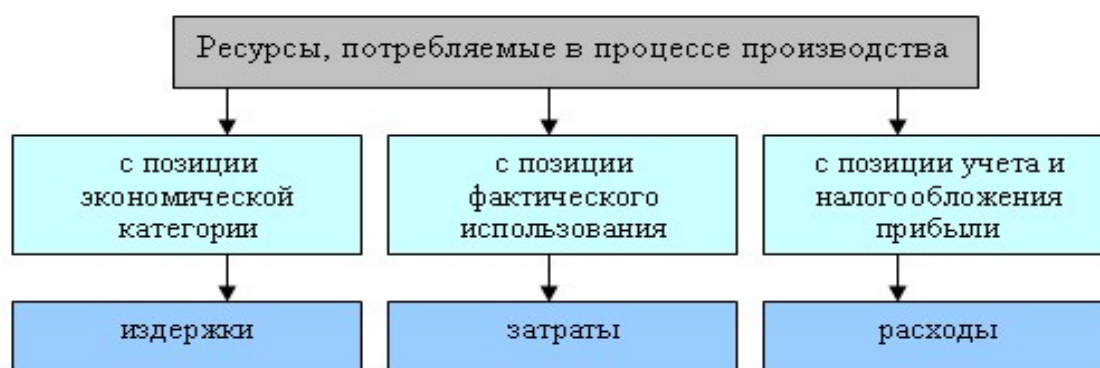 Ресурсы, потребляемые в процессе производства
с позиции
экономической
категории
с позиции
фактического
использования
с позиции учета и
налогообложения
прибыли
издержки
затраты
расходы